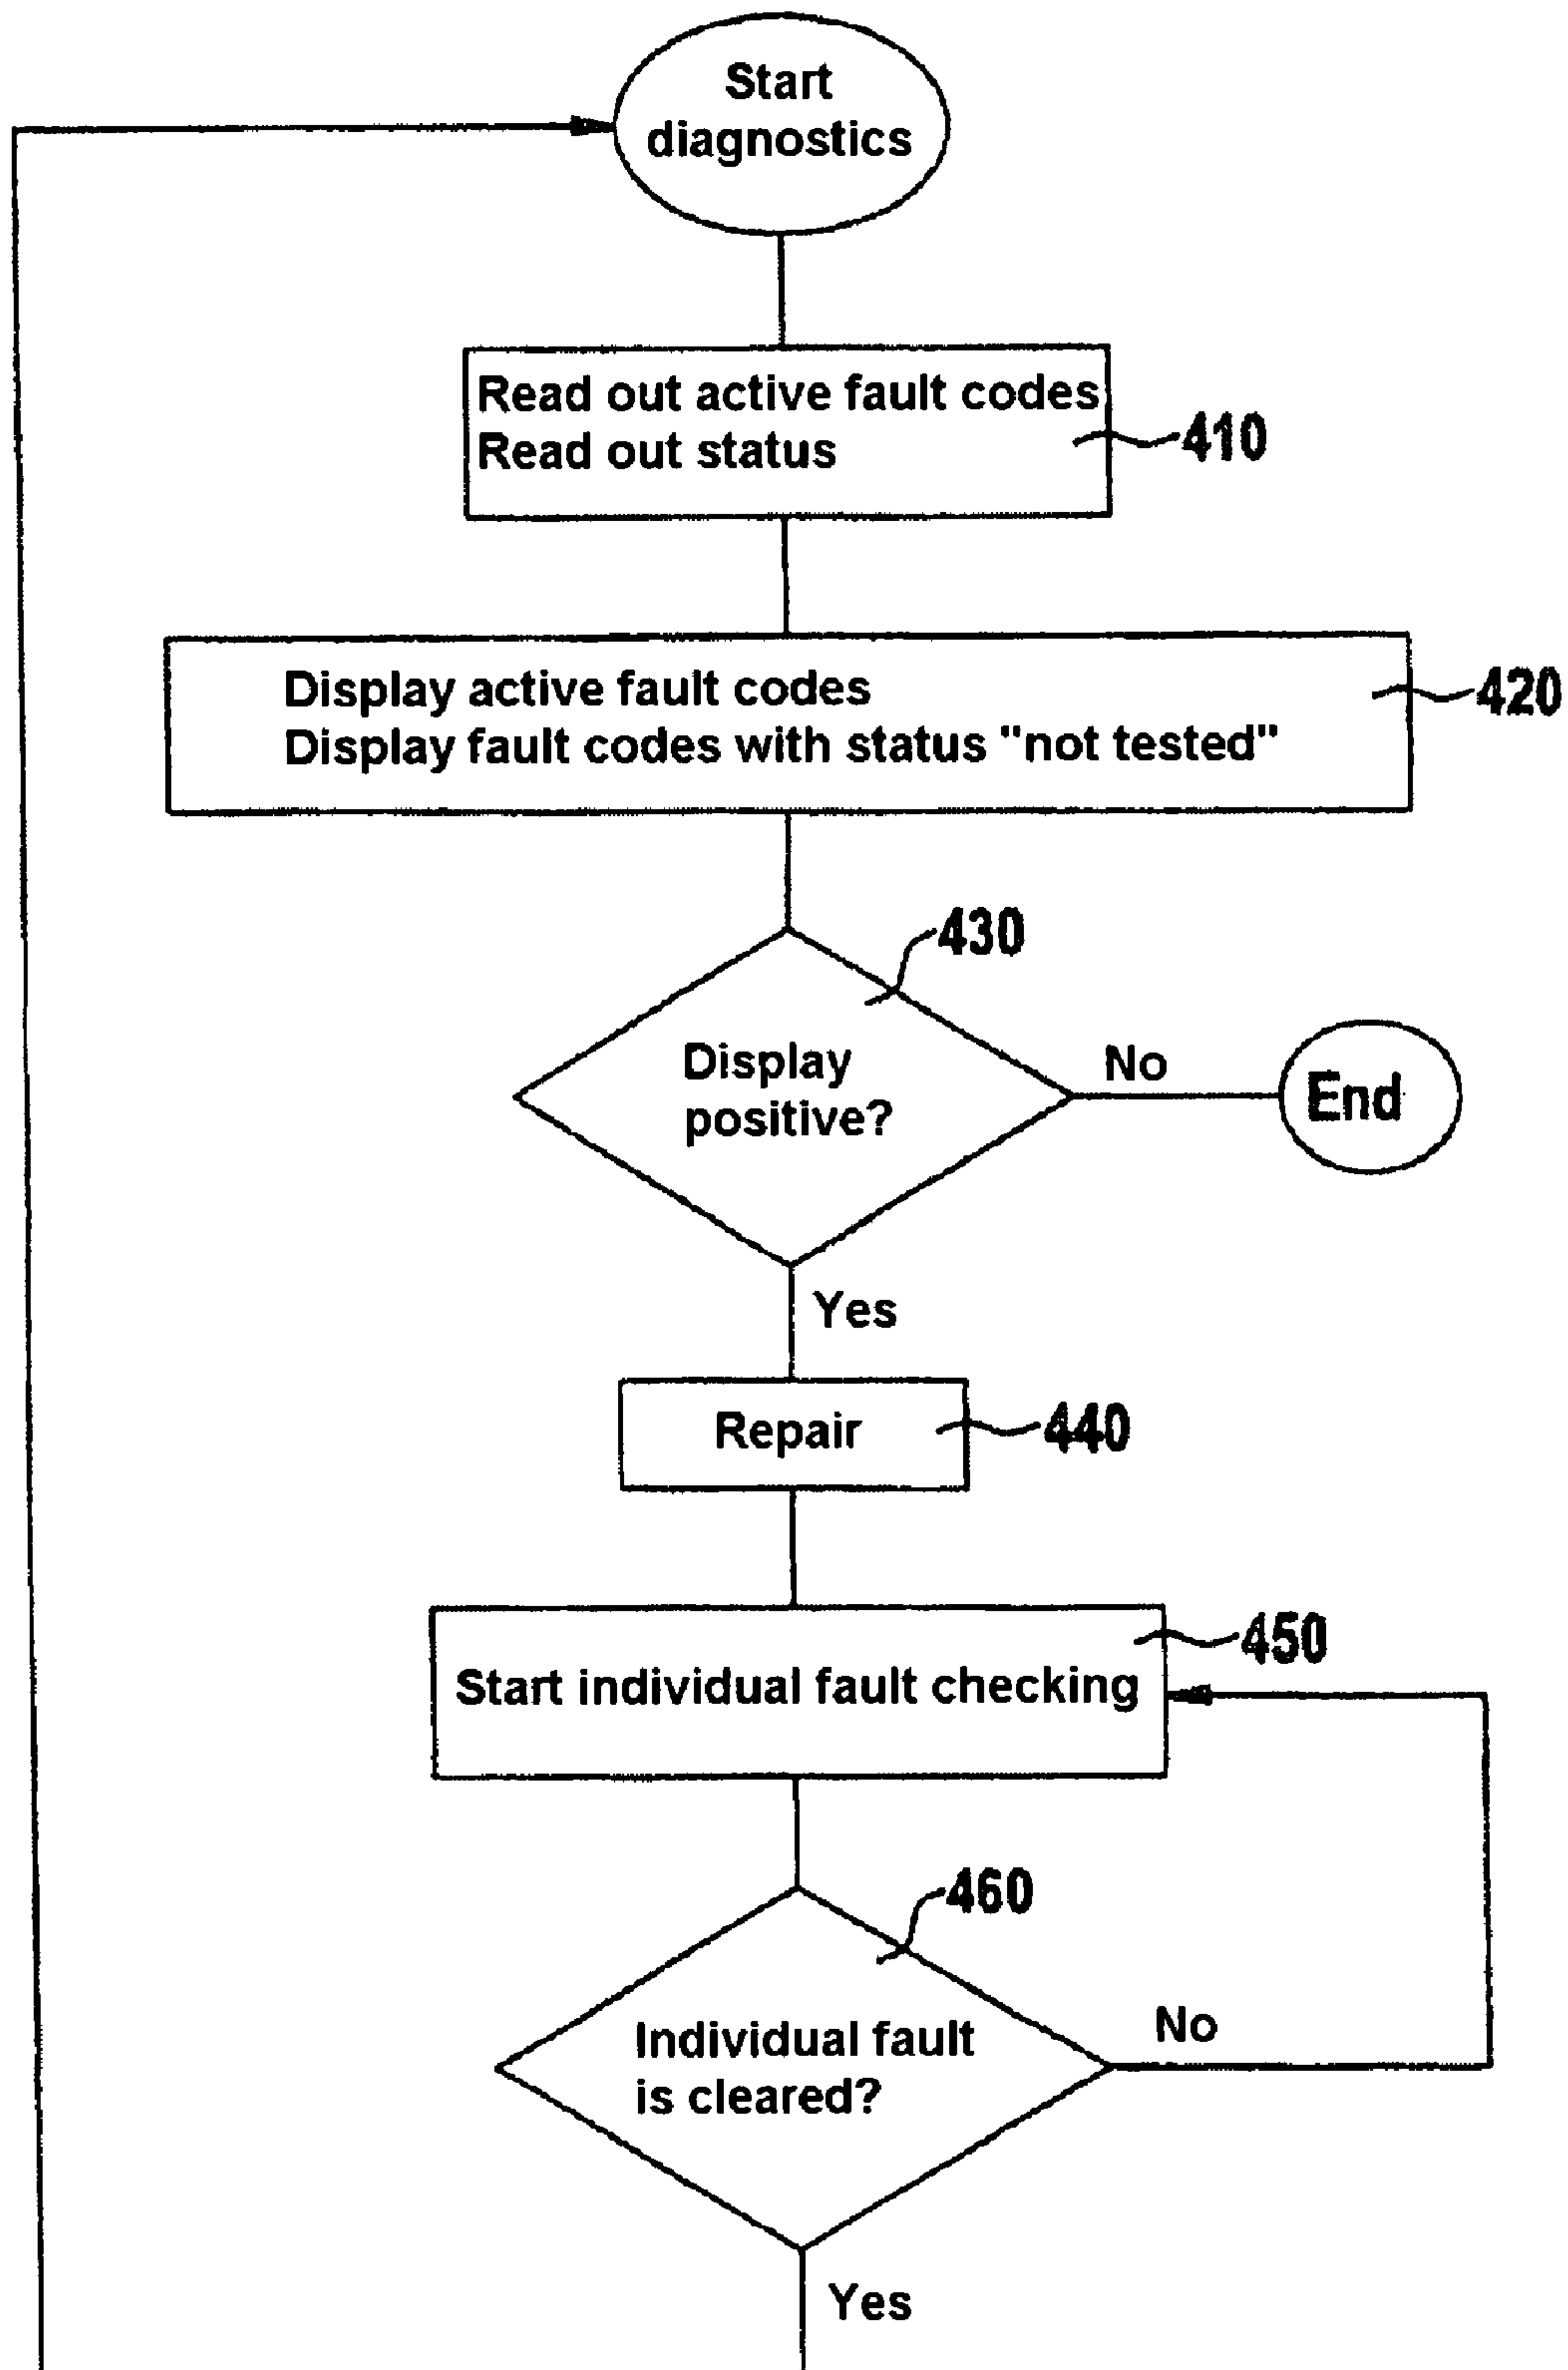 Start
diagnostics
Read out active fault codes
Read out status
410
Display active fault codes
Display fault codes with status "not tested"
420
430
Display
positive?
No
End
Yes
Repair
440
450
Start individual fault checking
460
Individual fault
is cleared?
No
Yes